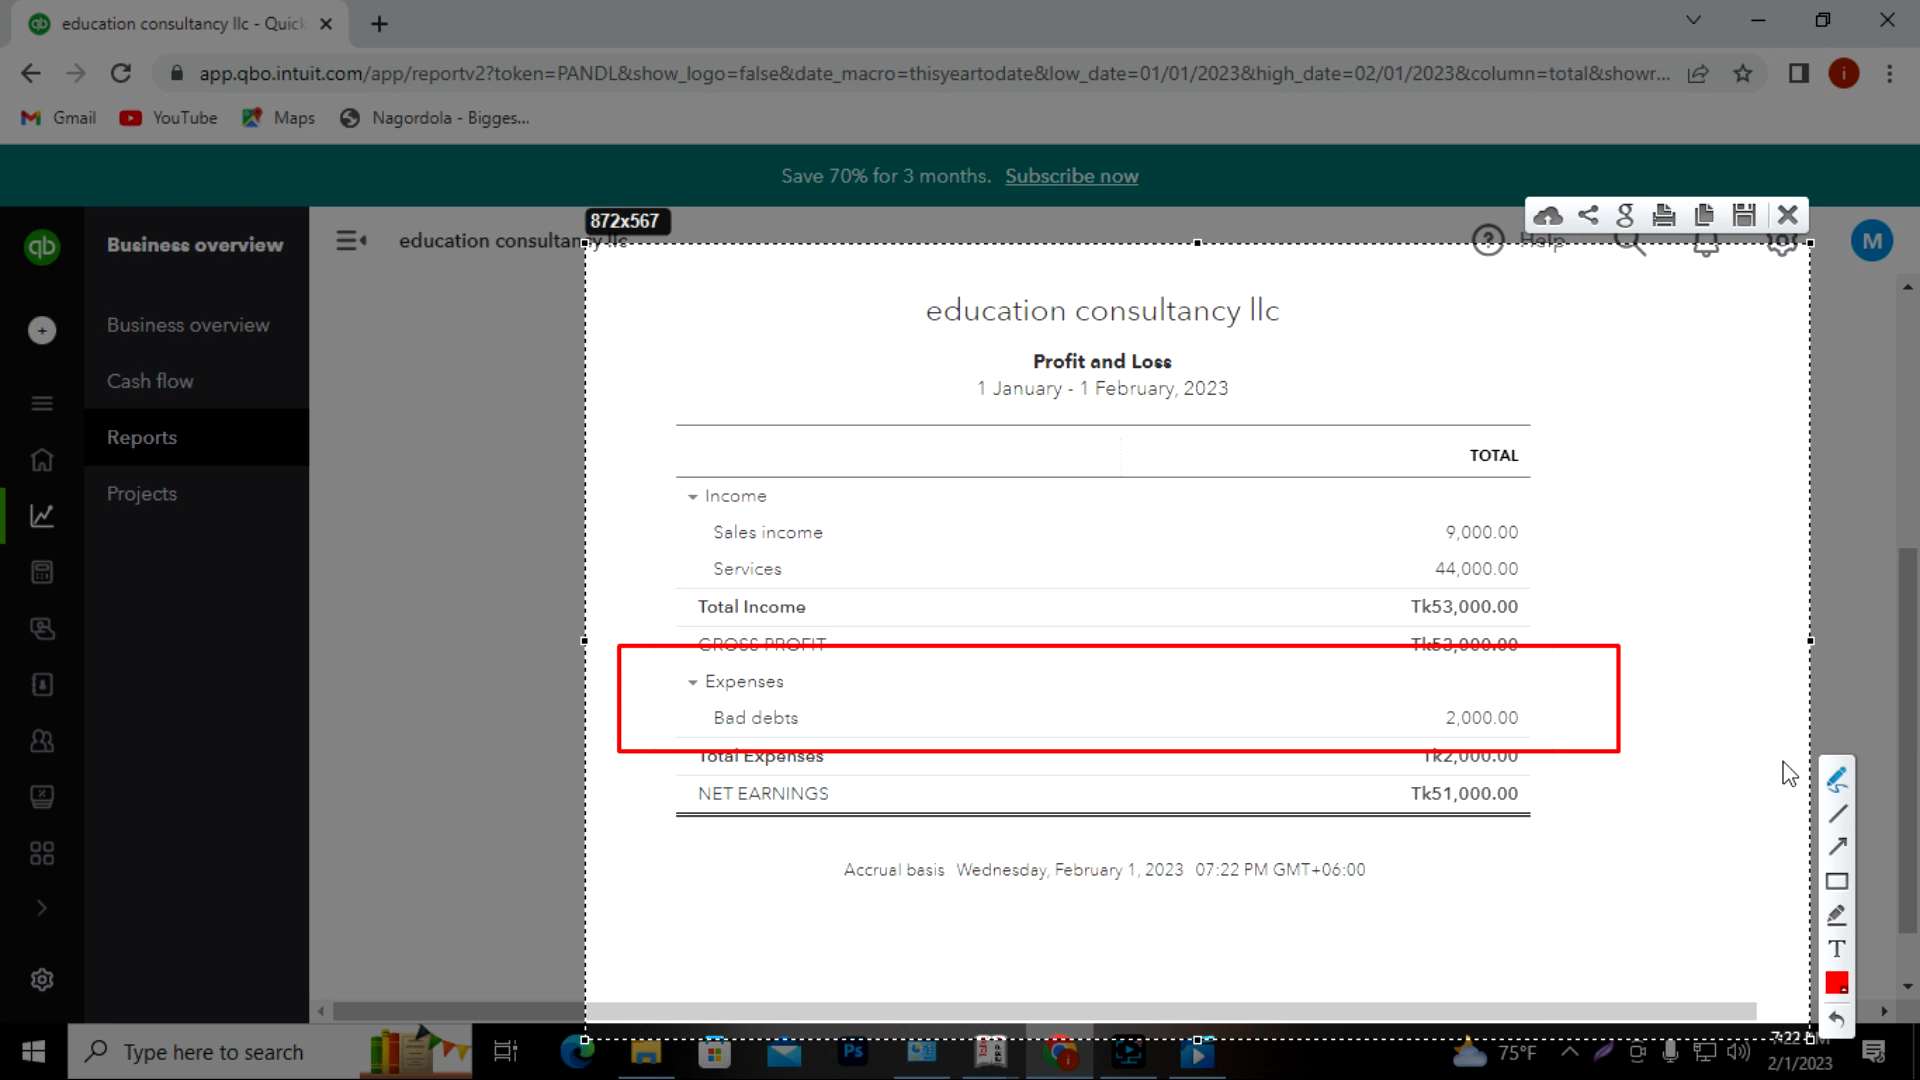 education consultancy llc - Quick
app.qbo.intuit.com/app/reportv2?token=PANDL&show_logo=false&date_macro=thisyeartodate&low_date=01/01/2023&high_date=02/01/2023&column=total&showr...
i
Gmail
YouTube
Maps
Nagordola - Bigges...
Save 70% for 3 months. Subscribe now
872x567
qb
Business overview
education consultancy llc
Help
M
Business overview
Cash flow
Reports
Projects
education consultancy llc
Profit and Loss
1 January - 1 February, 2023
TOTAL
Income
Sales income 9,000.00
Services 44,000.00
Total Income Tk53,000.00
GROSS PROFIT Tk53,000.00
Expenses
Bad debts 2,000.00
Total Expenses Tk2,000.00
NET EARNINGS Tk51,000.00
Accrual basis Wednesday, February 1, 2023 07:22 PM GMT+06:00
T
Type here to search
Ps
75°F
2/1/2023